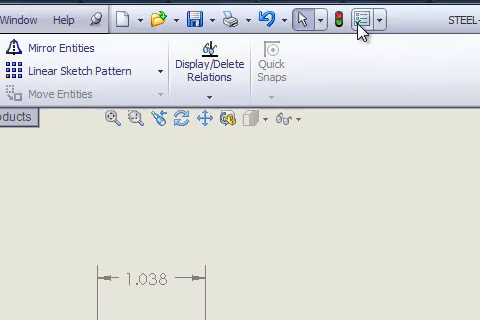 Window Help STEEL-
Mirror Entities
Linear Sketch Pattern
Move Entities
Display/Delete
Relations
Quick
Snaps
oducts
1.038